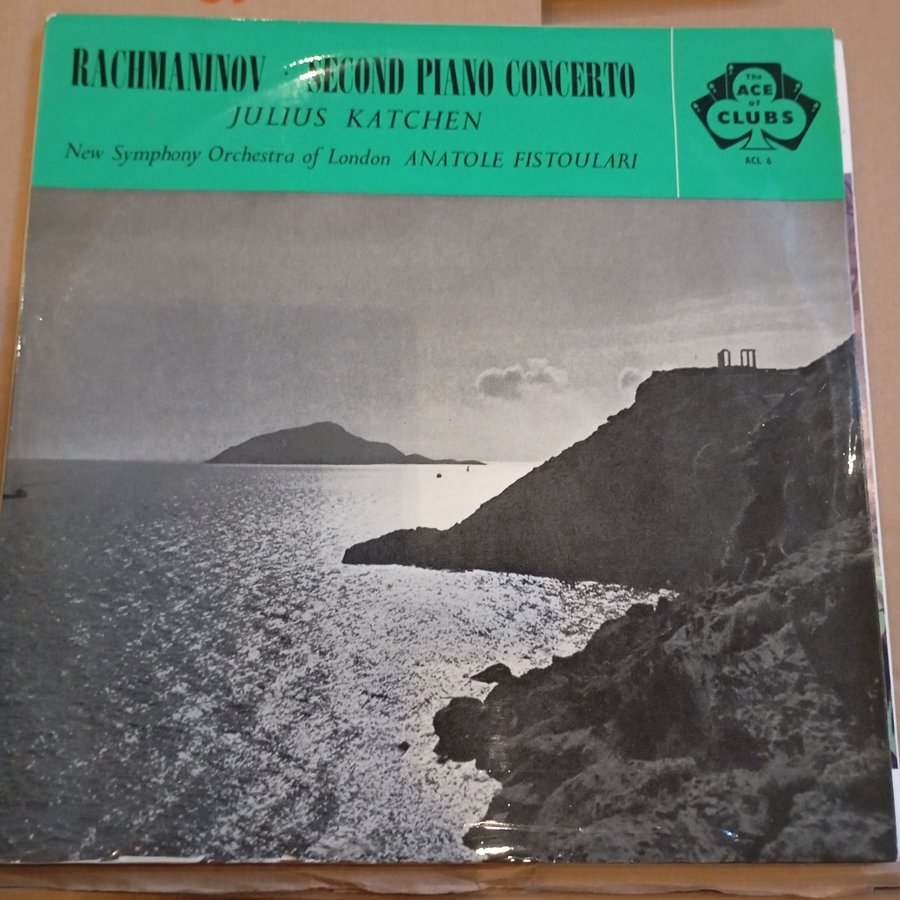 RACHMANINOV · SECOND PIANO CONCERTO
JULIUS KATCHEN
New Symphony Orchestra of London ANATOLE FISTOULARI
The
ACE
of
CLUBS
ACL 6